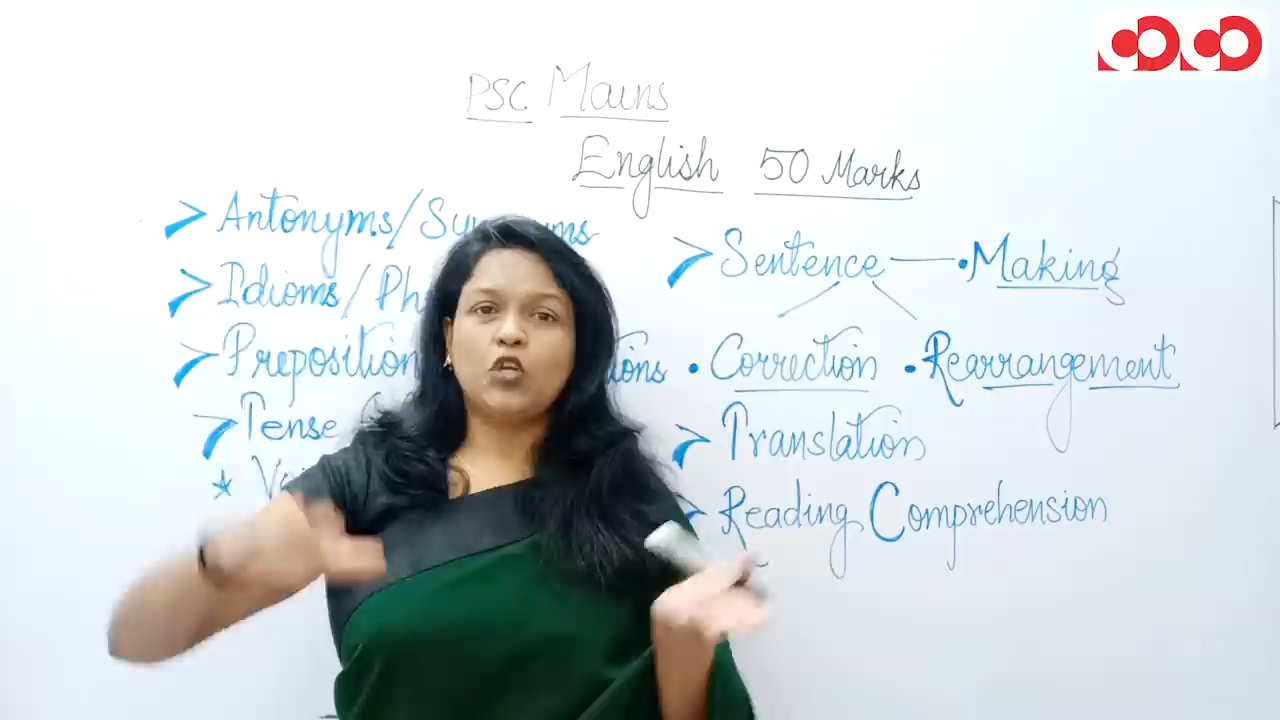 PSC Mains
English 50 Marks
> Antonyms/
> Idioms/
> Preposition
> Tense
*
> Sentence — • Making
• Correction • Rearrangement
> Translation
Reading Comprehension